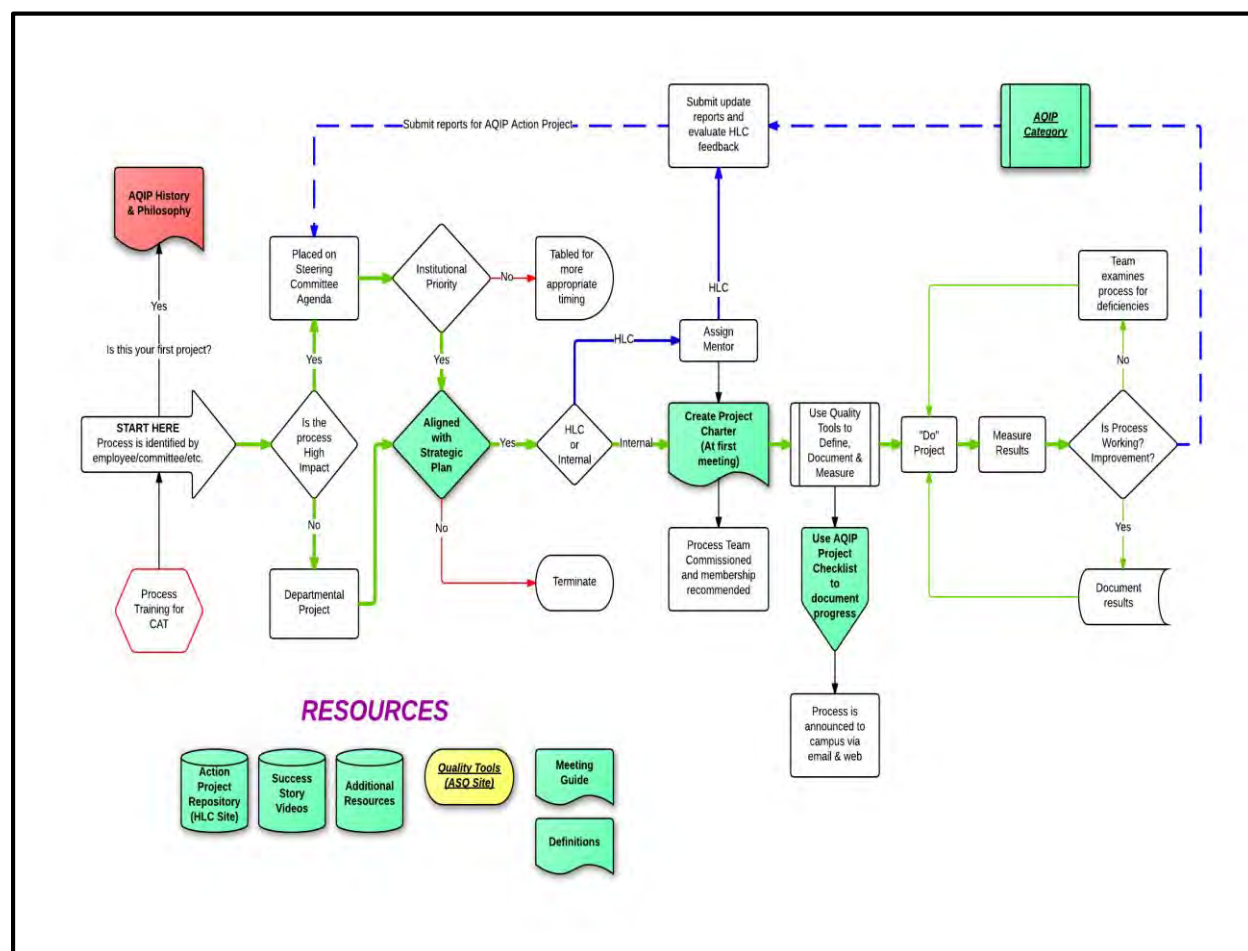 Submit update
reports and
evaluate HLC
feedback
AQIP
Category
Submit reports for AQIP Action Project
AQIP History
& Philosophy
Placed on
Steering
Committee
Agenda
Institutional
Priority
No
Tabled for
more
appropriate
timing
Team
examines
process for
deficiencies
Yes
HLC
Is this your first project?
Yes
Yes
HLC
Assign
Mentor
No
START HERE
Process is identified by
employee/committee/etc.
Is the
process
High
Impact
Aligned
with
Strategic
Plan
Yes
HLC
or
Internal
Internal
Create Project
Charter
(At first
meeting)
Use Quality
Tools to
Define,
Document &
Measure
"Do"
Project
Measure
Results
Is Process
Working?
Improvement?
No
No
Yes
Process
Training for
CAT
Departmental
Project
Terminate
Process Team
Commissioned
and membership
recommended
Use AQIP
Project
Checklist
to
document
progress
Document
results
Process is
announced to
campus via
email & web
RESOURCES
Action
Project
Repository
(HLC Site)
Success
Story
Videos
Additional
Resources
Quality Tools
(ASQ Site)
Meeting
Guide
Definitions